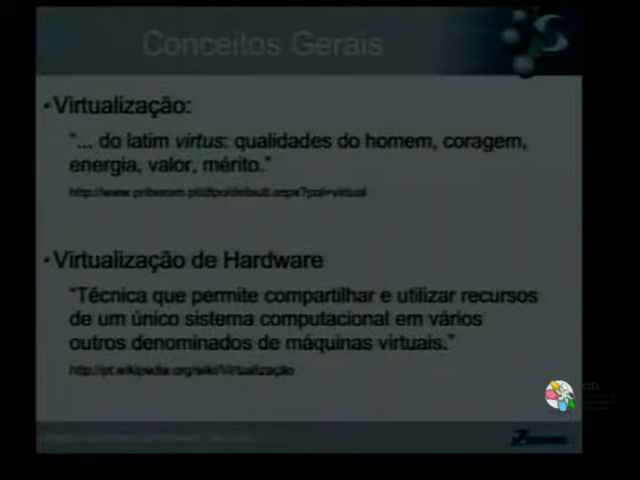 Conceitos Gerais
• Virtualização:
"... do latim virtus: qualidades do homem, coragem,
energia, valor, mérito."
http://www.priberam.pt/dlpo/default.aspx?pal=virtual
• Virtualização de Hardware
"Técnica que permite compartilhar e utilizar recursos
de um único sistema computacional em vários
outros denominados de máquinas virtuais."
http://pt.wikipedia.org/wiki/Virtualização